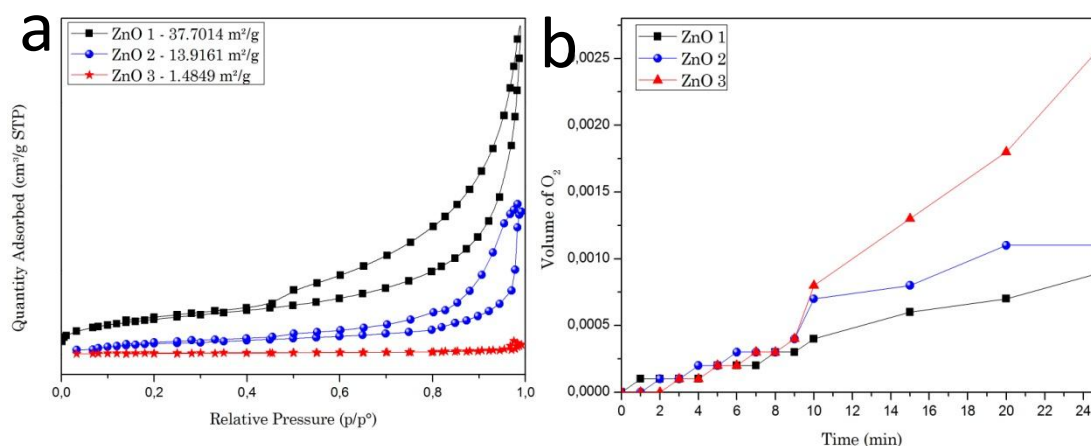 a
ZnO 1 - 37.7014 m²/g
ZnO 2 - 13.9161 m²/g
ZnO 3 - 1.4849 m²/g
Quantity Adsorbed (cm³/g STP)
0,0 0,2 0,4 0,6 0,8 1,0
Relative Pressure (p/p°)
b
ZnO 1
ZnO 2
ZnO 3
Volume of O₂
0,0025
0,0020
0,0015
0,0010
0,0005
0,0000
0 2 4 6 8 10 12 14 16 18 20 22 24
Time (min)